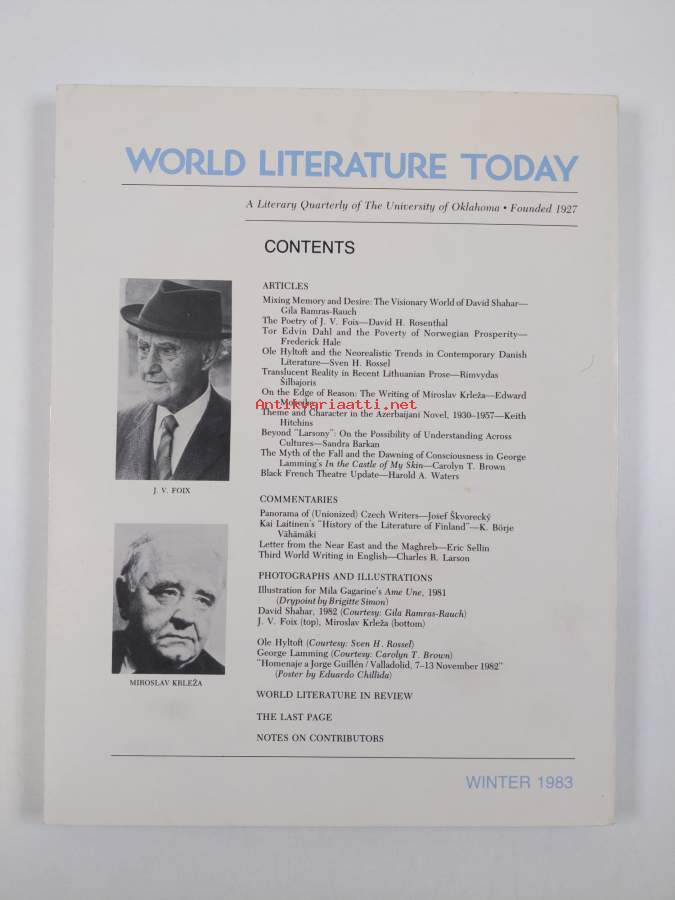 WORLD LITERATURE TODAY
A Literary Quarterly of The University of Oklahoma • Founded 1927
CONTENTS
ARTICLES
Mixing Memory and Desire: The Visionary World of David Shahar—
Gila Ramras-Rauch
The Poetry of J. V. Foix—David H. Rosenthal
Tor Edvin Dahl and the Poverty of Norwegian Prosperity—
Frederick Hale
Ole Hyltoft and the Neorealistic Trends in Contemporary Danish
Literature—Sven H. Rossel
Translucent Reality in Recent Lithuanian Prose—Rimvydas
Šilbajoris
On the Edge of Reason: The Writing of Miroslav Krleža—Edward
Antikvariaatti.net
Theme and Character in the Azerbaijani Novel, 1930–1957—Keith
Hitchins
Beyond "Larsony": On the Possibility of Understanding Across
Cultures—Sandra Barkan
The Myth of the Fall and the Dawning of Consciousness in George
Lamming's In the Castle of My Skin—Carolyn T. Brown
Black French Theatre Update—Harold A. Waters
J. V. FOIX
COMMENTARIES
Panorama of (Unionized) Czech Writers—Josef Škvorecký
Kai Laitinen's "History of the Literature of Finland"—K. Börje
Vähämäki
Letter from the Near East and the Maghreb—Eric Sellin
Third World Writing in English—Charles R. Larson
PHOTOGRAPHS AND ILLUSTRATIONS
Illustration for Mila Gagarine's Ame Une, 1981
(Drypoint by Brigitte Simon)
David Shahar, 1982 (Courtesy: Gila Ramras-Rauch)
J. V. Foix (top), Miroslav Krleža (bottom)
Ole Hyltoft (Courtesy: Sven H. Rossel)
George Lamming (Courtesy: Carolyn T. Brown)
"Homenaje a Jorge Guillén / Valladolid, 7–13 November 1982"
(Poster by Eduardo Chillida)
MIROSLAV KRLEŽA
WORLD LITERATURE IN REVIEW
THE LAST PAGE
NOTES ON CONTRIBUTORS
WINTER 1983